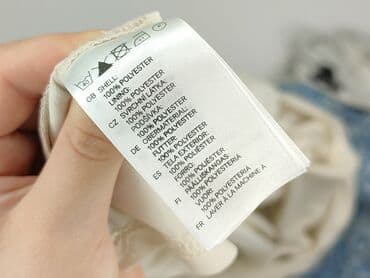 GB SHELL:
100% POLYESTER
LINING:
100% POLYESTER
CZ SVRCHNÍ LÁTKA:
100% POLYESTER
PODŠÍVKA:
100% POLYESTER
DE OBERMATERIAL:
100% POLYESTER
FUTTER:
100% POLYESTER
ES TELA EXTERIOR:
100% POLIÉSTER
FORRO:
100% POLIÉSTER
FI PÄÄLLISKANGAS:
100% POLYESTERIA
VUORI:
100% POLYESTERIA
FR LAVER À LA MACHINE À